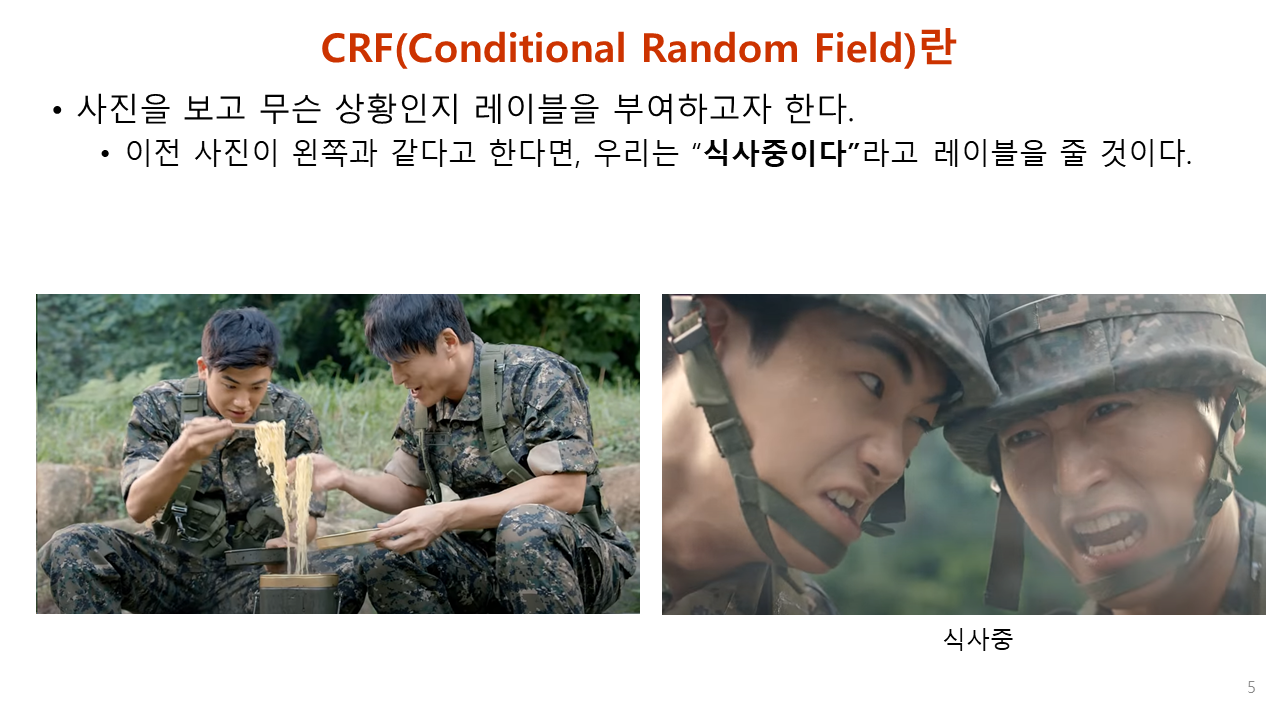 CRF(Conditional Random Field)란
• 사진을 보고 무슨 상황인지 레이블을 부여하고자 한다.
• 이전 사진이 왼쪽과 같다고 한다면, 우리는 “식사중이다”라고 레이블을 줄 것이다.
식사중
5